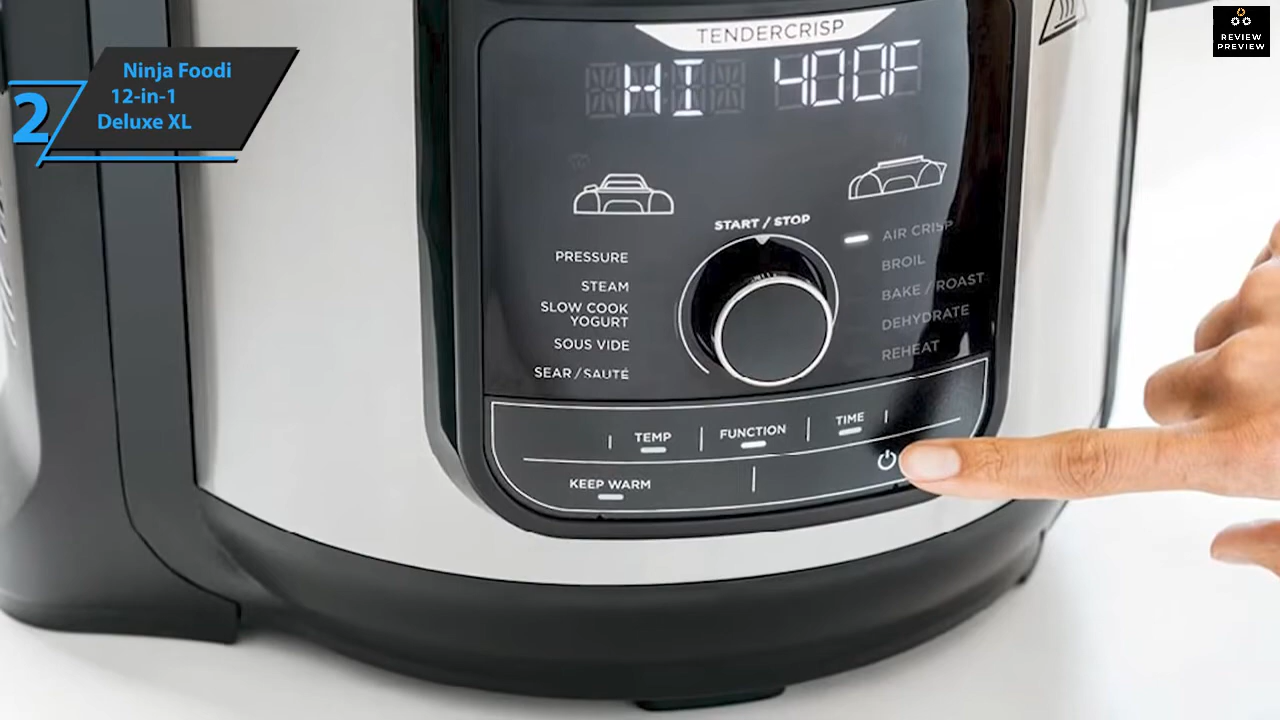 2
Ninja Foodi
12-in-1
Deluxe XL
REVIEW
PREVIEW
TENDERCRISP
HI 400F
START / STOP
PRESSURE
STEAM
SLOW COOK
YOGURT
SOUS VIDE
SEAR / SAUTÉ
AIR CRISP
BROIL
BAKE / ROAST
DEHYDRATE
REHEAT
TEMP
FUNCTION
TIME
KEEP WARM